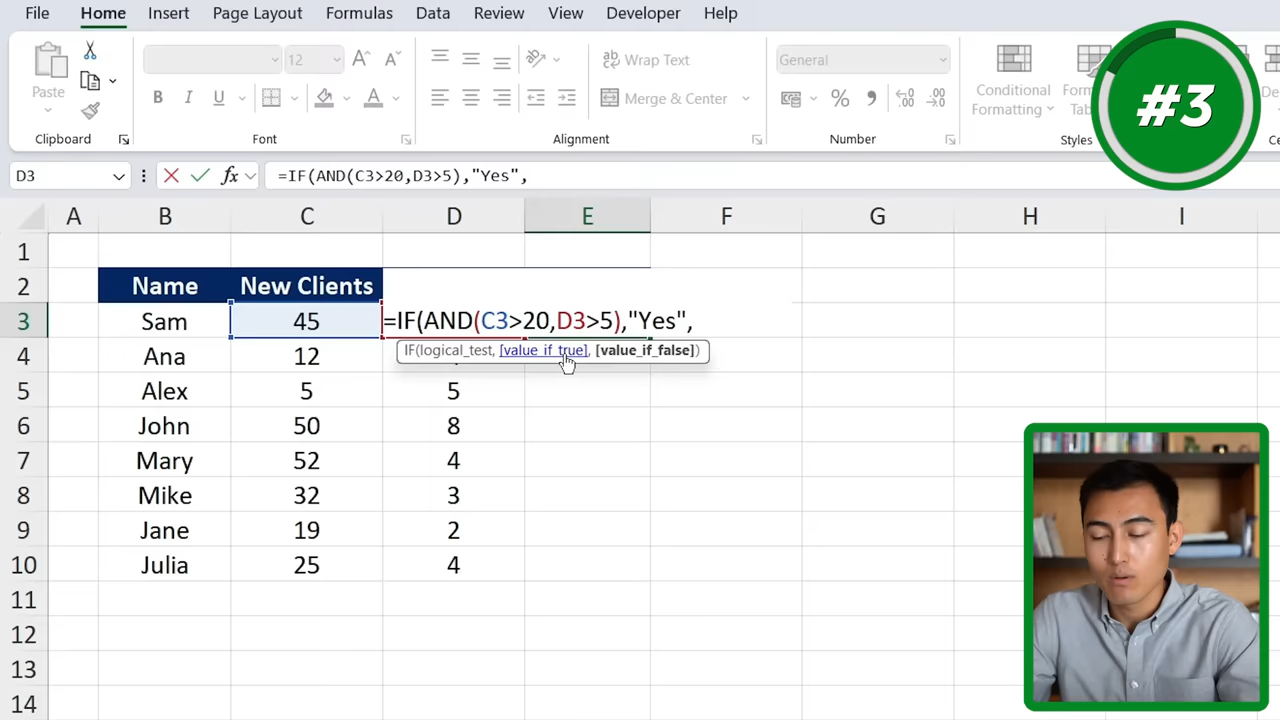 File Home Insert Page Layout Formulas Data Review View Developer Help
12 General
Wrap Text
Paste B I U A Merge & Center % Conditional Formatting
Clipboard Font Alignment Number Styles
#3
D3 fx =IF(AND(C3>20,D3>5),"Yes",
A B C D E F G H I
1
2 Name New Clients
3 Sam 45 =IF(AND(C3>20,D3>5),"Yes",
IF(logical_test, [value_if_true], [value_if_false])
4 Ana 12
5 Alex 5 5
6 John 50 8
7 Mary 52 4
8 Mike 32 3
9 Jane 19 2
10 Julia 25 4
11
12
13
14